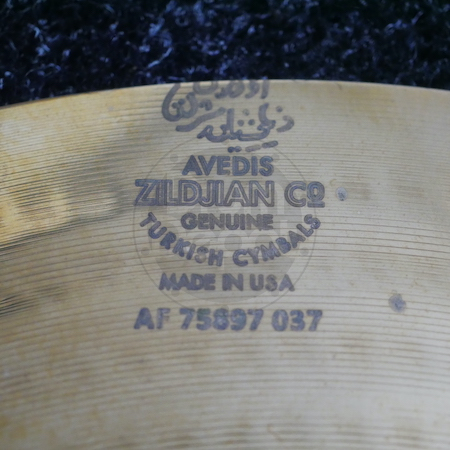 AVEDIS
ZILDJIAN CO
GENUINE
TURKISH CYMBALS
MADE IN USA
AF 75697 037